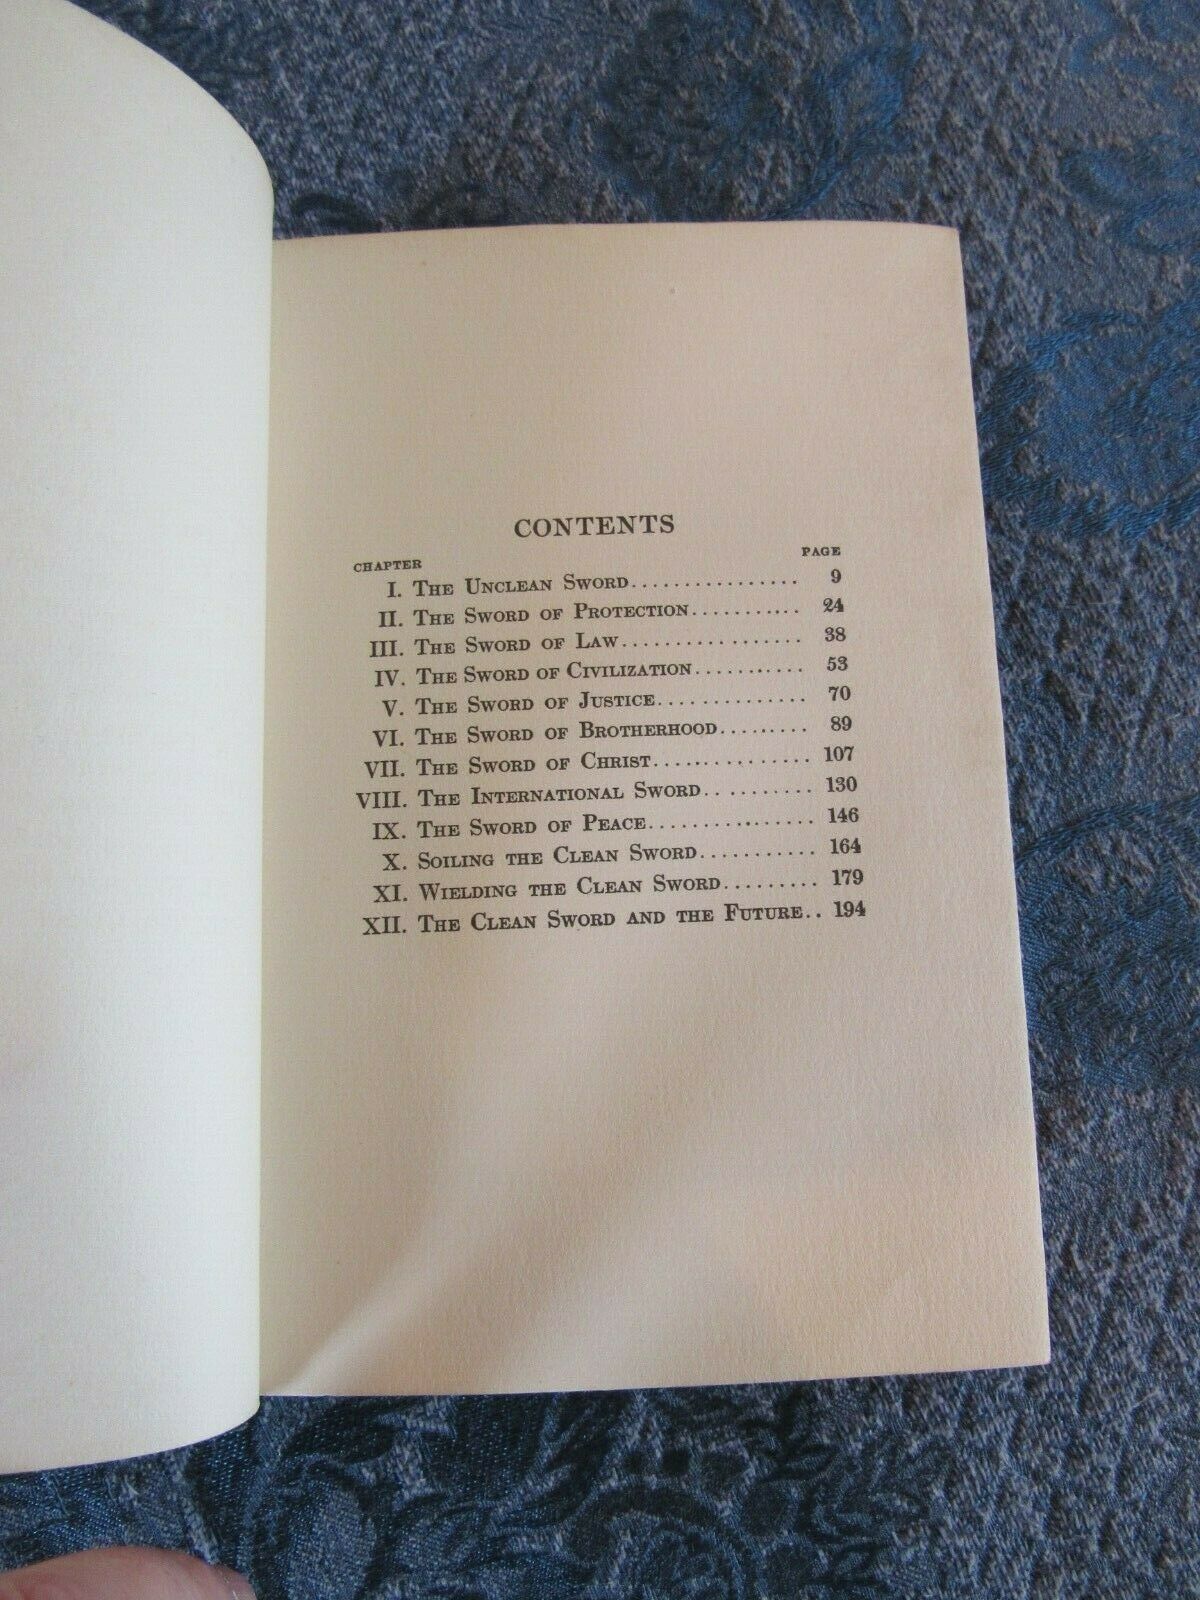 CONTENTS
CHAPTER PAGE
I. THE UNCLEAN SWORD................ 9
II. THE SWORD OF PROTECTION........... 24
III. THE SWORD OF LAW.................. 38
IV. THE SWORD OF CIVILIZATION.......... 53
V. THE SWORD OF JUSTICE.............. 70
VI. THE SWORD OF BROTHERHOOD......... 89
VII. THE SWORD OF CHRIST............... 107
VIII. THE INTERNATIONAL SWORD........... 130
IX. THE SWORD OF PEACE................ 146
X. SOILING THE CLEAN SWORD........... 164
XI. WIELDING THE CLEAN SWORD......... 179
XII. THE CLEAN SWORD AND THE FUTURE.. 194